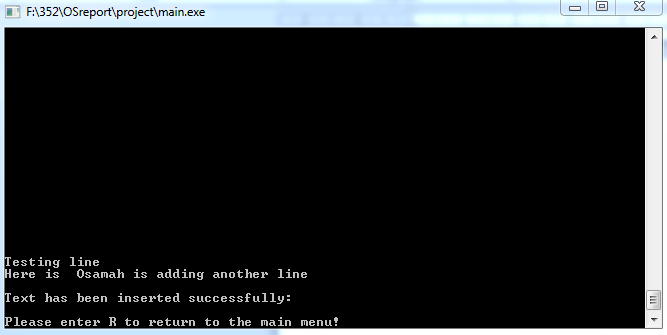 F:\352\OSreport\project\main.exe
Testing line
Here is  Osamah is adding another line
Text has been inserted successfully:
Please enter R to return to the main menu!